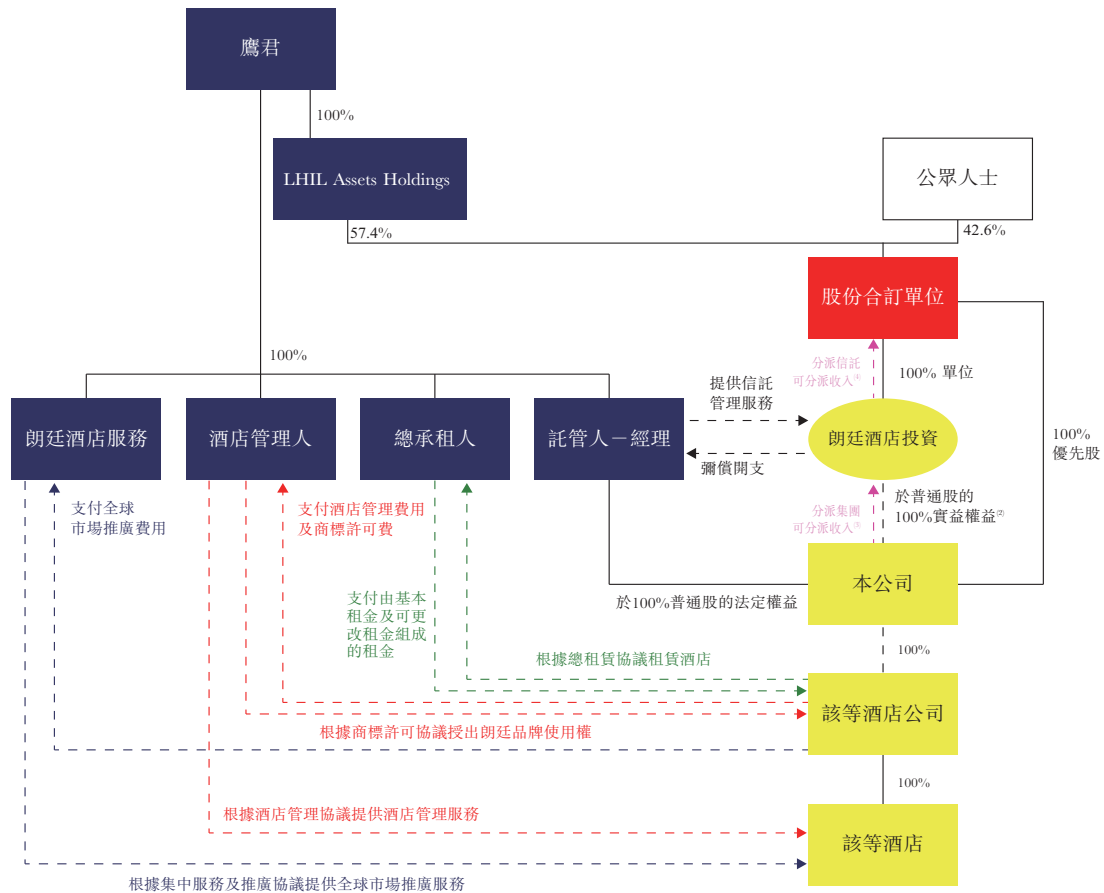 鷹君
100%
LHIL Assets Holdings
公眾人士
57.4%
42.6%
股份合訂單位
100%
分派信託
可分派收入⁽⁴⁾
100% 單位
提供信託
管理服務
朗廷酒店服務
酒店管理人
總承租人
託管人－經理
朗廷酒店投資
100%
優先股
彌償開支
支付全球
市場推廣費用
支付酒店管理費用
及商標許可費
分派集團
可分派收入⁽³⁾
於普通股的
100%實益權益⁽²⁾
本公司
支付由基本
租金及可更
改租金組成
的租金
於100%普通股的法定權益
根據總租賃協議租賃酒店
100%
該等酒店公司
根據商標許可協議授出朗廷品牌使用權
100%
根據酒店管理協議提供酒店管理服務
該等酒店
根據集中服務及推廣協議提供全球市場推廣服務